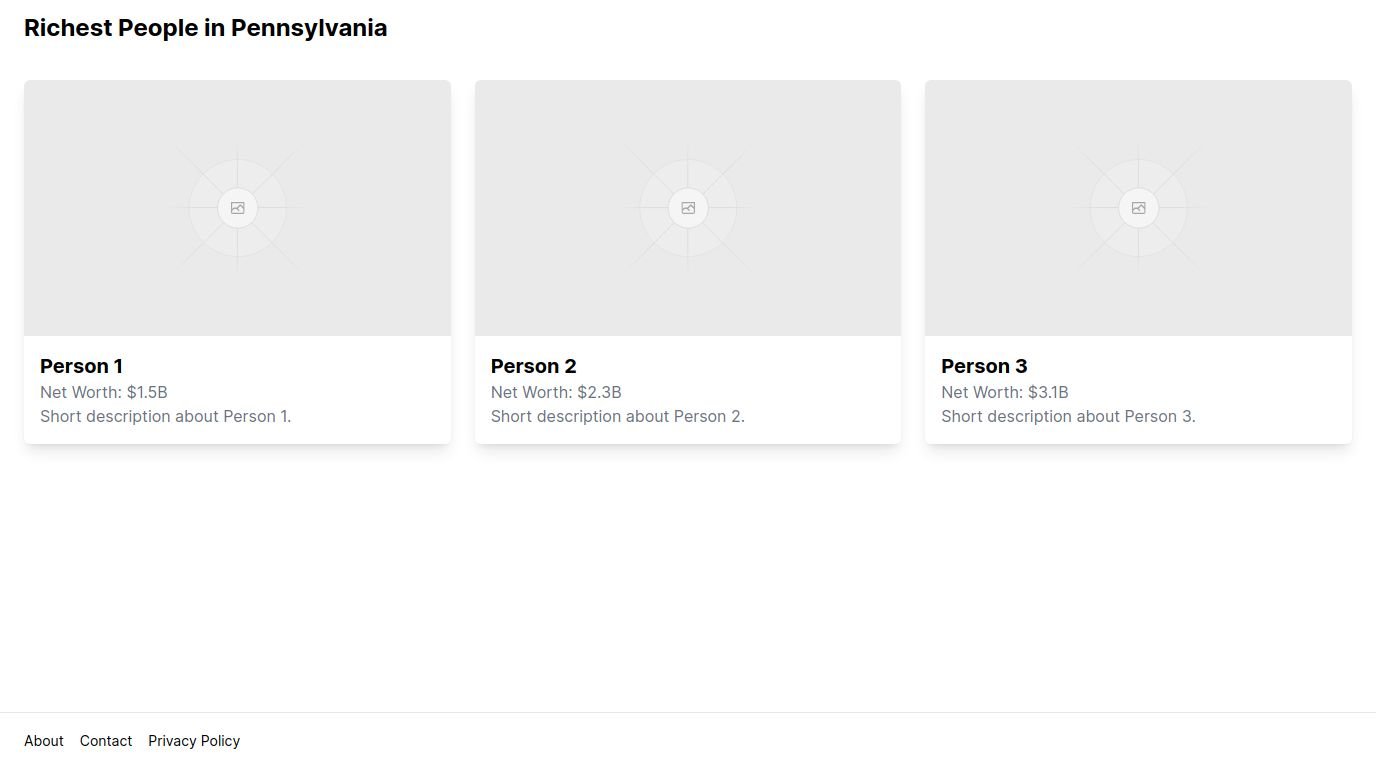 Richest People in Pennsylvania
Person 1
Net Worth: $1.5B
Short description about Person 1.
Person 2
Net Worth: $2.3B
Short description about Person 2.
Person 3
Net Worth: $3.1B
Short description about Person 3.
About Contact Privacy Policy